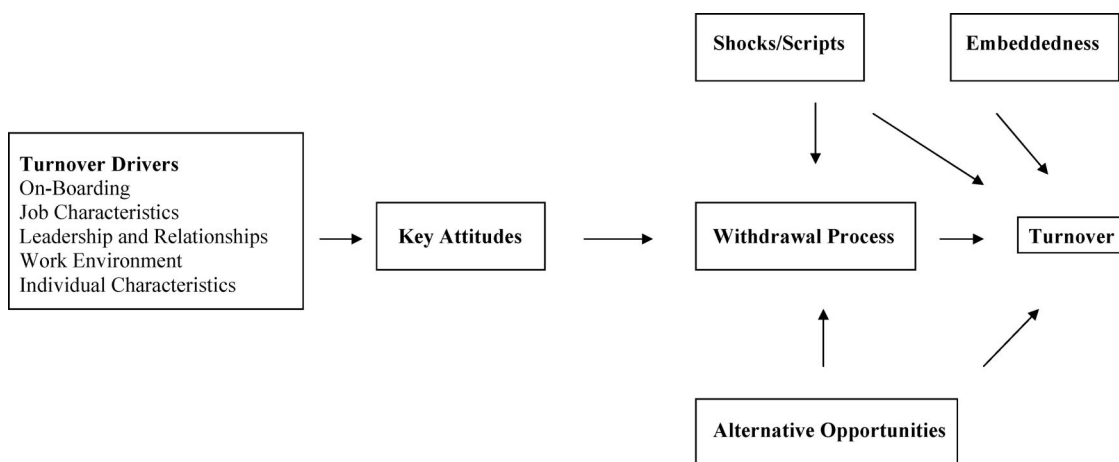 Shocks/Scripts
Embeddedness
Turnover Drivers
On-Boarding
Job Characteristics
Leadership and Relationships
Work Environment
Individual Characteristics
Key Attitudes
Withdrawal Process
Turnover
Alternative Opportunities